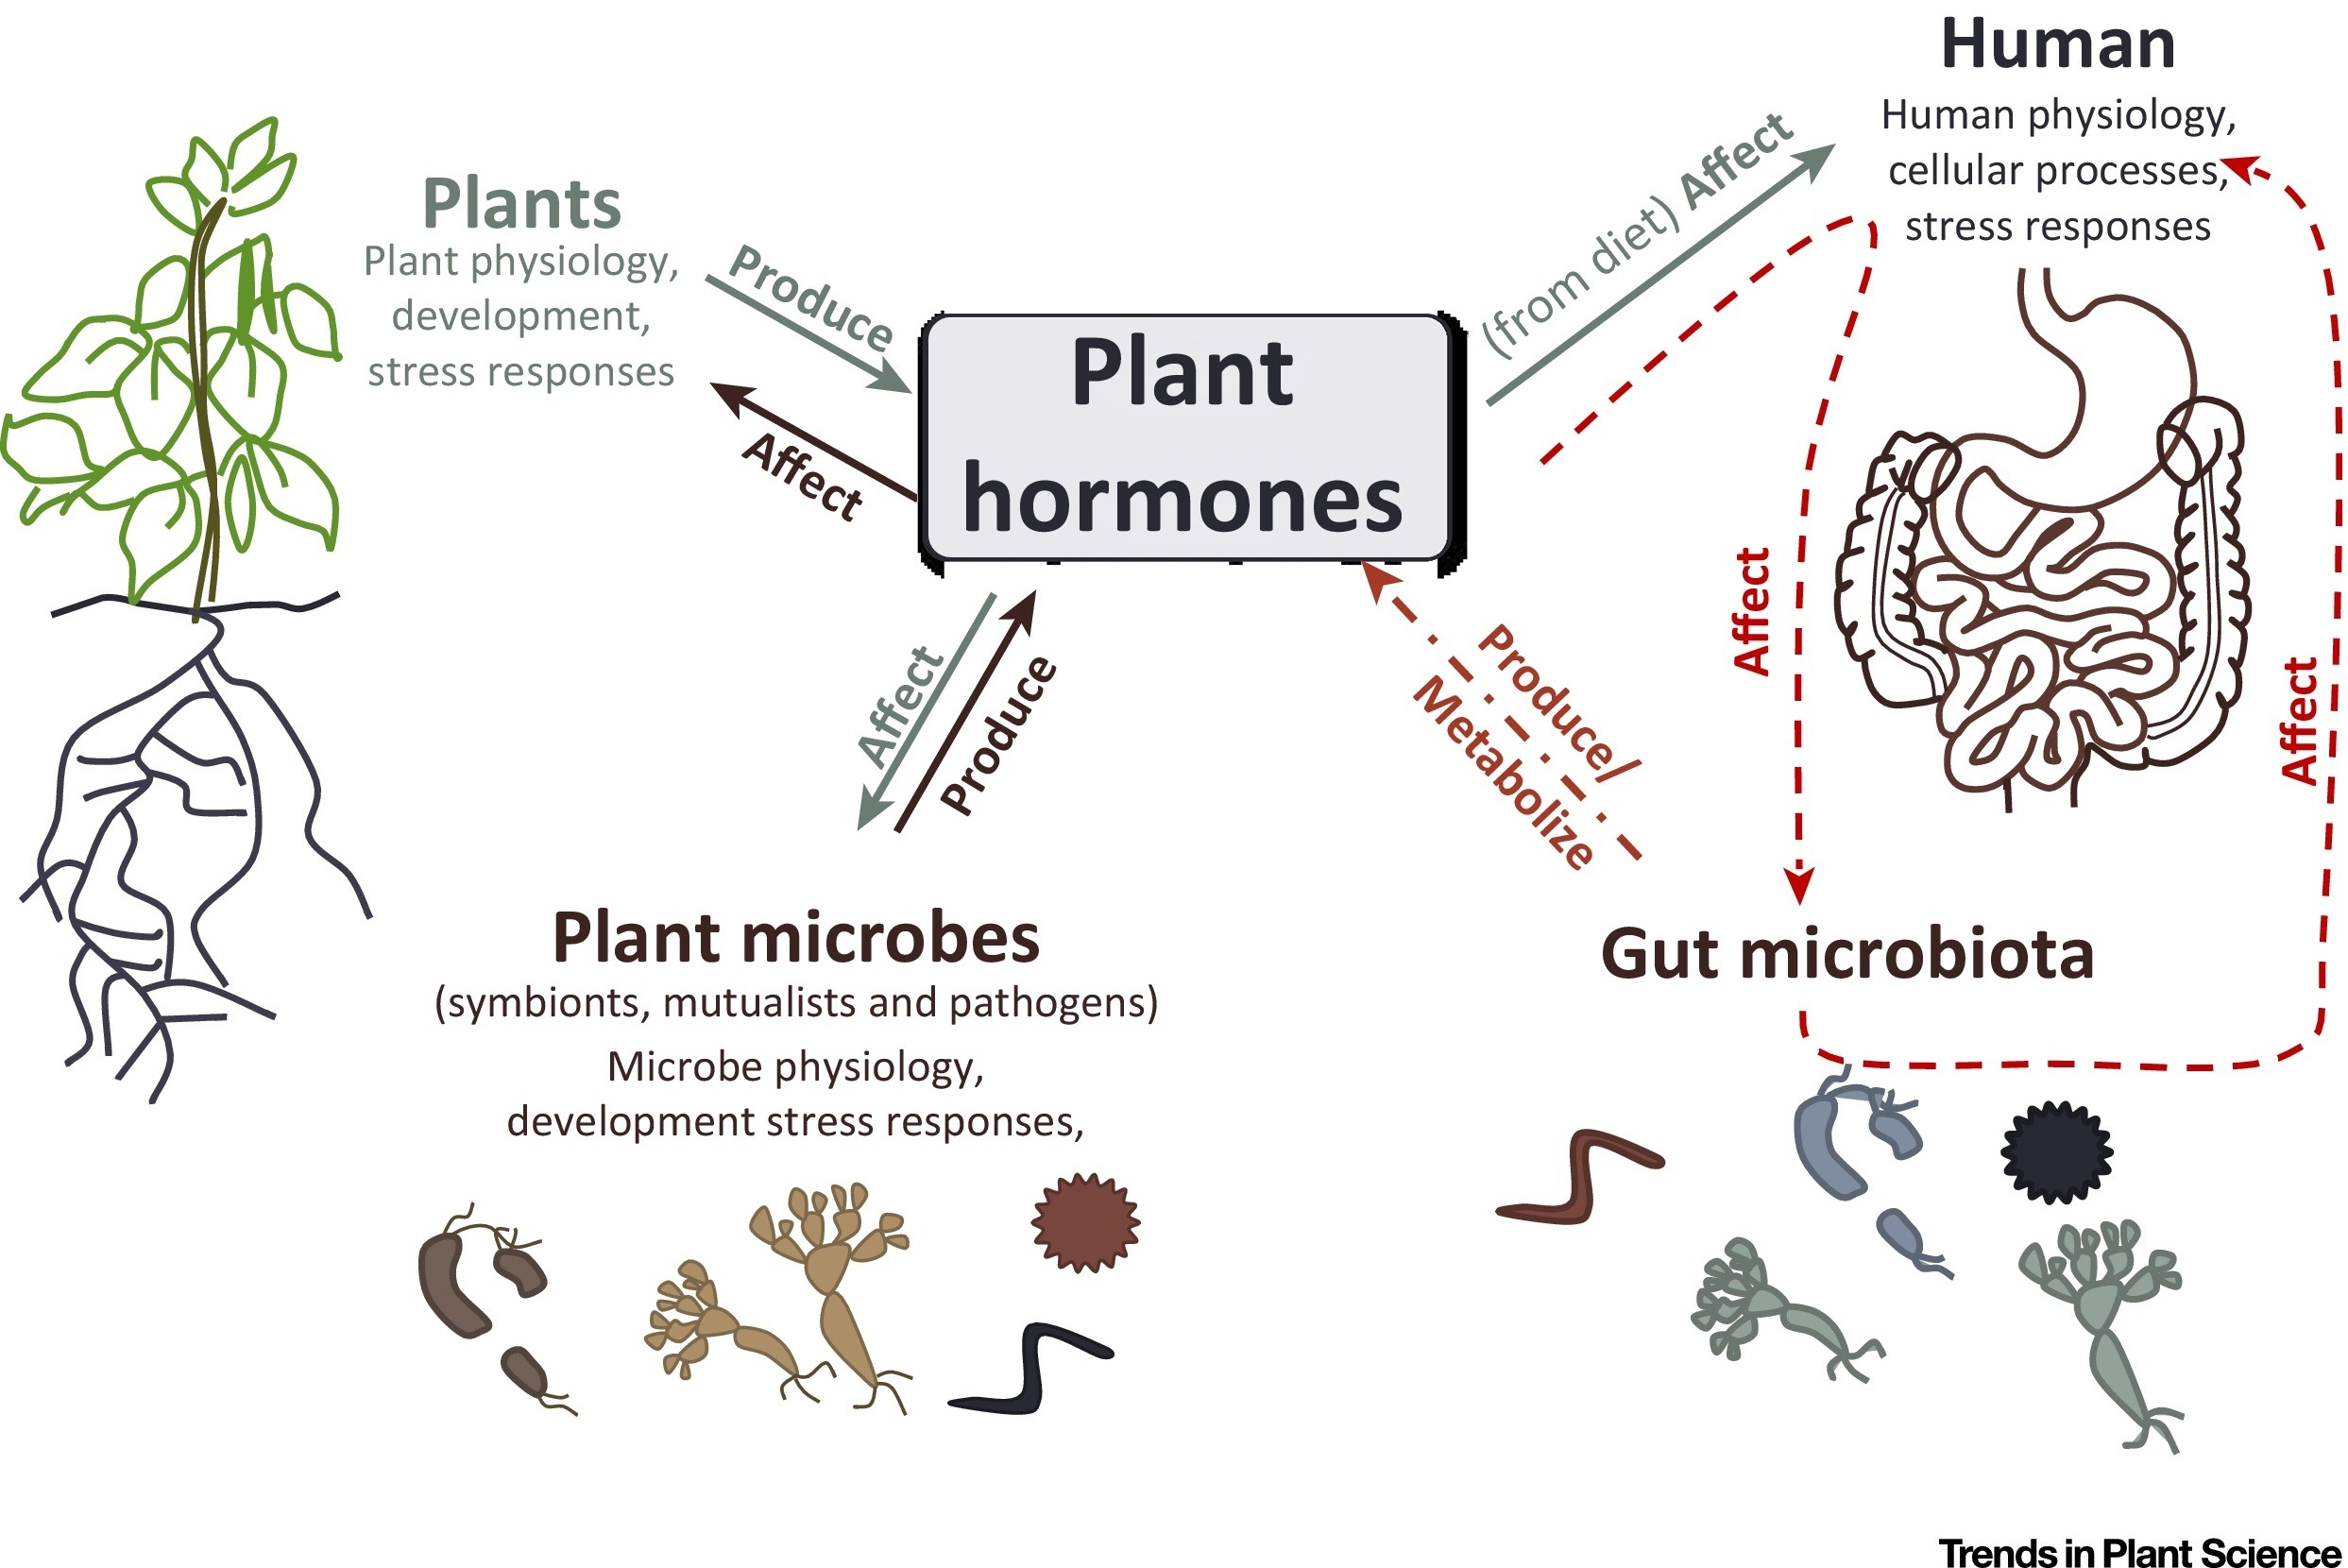 Human
Human physiology,
cellular processes,
stress responses
Plants
Plant physiology,
development,
stress responses
Produce
Affect
(from diet) Affect
Plant
hormones
Affect
Produce
Produce/
Metabolize
Affect
Affect
Plant microbes
(symbionts, mutualists and pathogens)
Microbe physiology,
development stress responses,
Gut microbiota
Trends in Plant Science